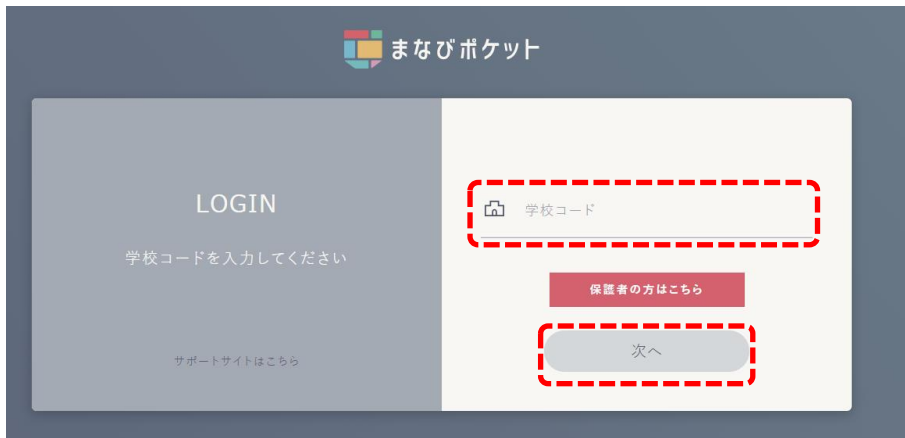 まなびポケット
LOGIN
学校コードを入力してください
サポートサイトはこちら
学校コード
保護者の方はこちら
次へ